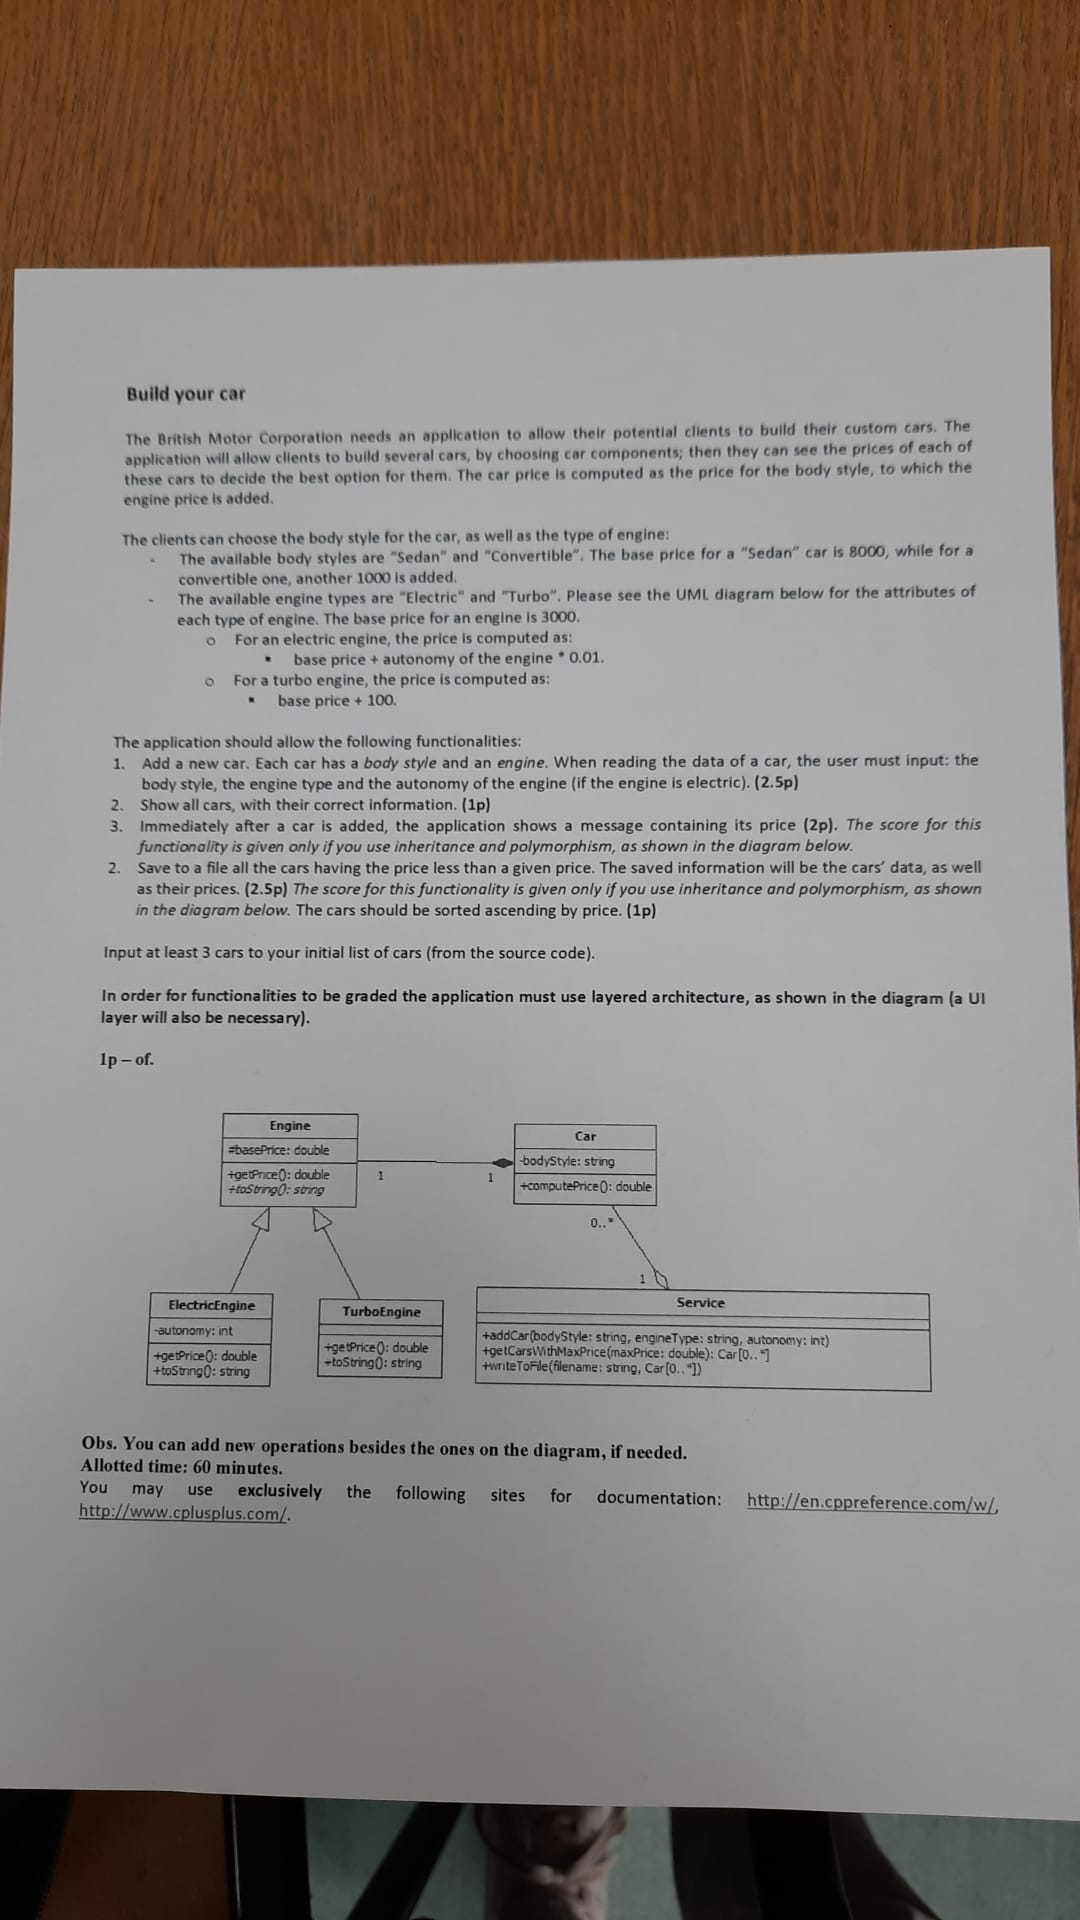 Build your car
The British Motor Corporation needs an application to allow their potential clients to build their custom cars. The
application will allow clients to build several cars, by choosing car components; then they can see the prices of each of
these cars to decide the best option for them. The car price is computed as the price for the body style, to which the
engine price is added.
The clients can choose the body style for the car, as well as the type of engine:
- The available body styles are "Sedan" and "Convertible". The base price for a "Sedan" car is 8000, while for a
convertible one, another 1000 is added.
- The available engine types are "Electric" and "Turbo". Please see the UML diagram below for the attributes of
each type of engine. The base price for an engine is 3000.
o For an electric engine, the price is computed as:
▪ base price + autonomy of the engine * 0.01.
o For a turbo engine, the price is computed as:
▪ base price + 100.
The application should allow the following functionalities:
1. Add a new car. Each car has a body style and an engine. When reading the data of a car, the user must input: the
body style, the engine type and the autonomy of the engine (if the engine is electric). (2.5p)
2. Show all cars, with their correct information. (1p)
3. Immediately after a car is added, the application shows a message containing its price (2p). The score for this
functionality is given only if you use inheritance and polymorphism, as shown in the diagram below.
2. Save to a file all the cars having the price less than a given price. The saved information will be the cars' data, as well
as their prices. (2.5p) The score for this functionality is given only if you use inheritance and polymorphism, as shown
in the diagram below. The cars should be sorted ascending by price. (1p)
Input at least 3 cars to your initial list of cars (from the source code).
In order for functionalities to be graded the application must use layered architecture, as shown in the diagram (a UI
layer will also be necessary).
1p – of.
Engine
#basePrice: double
+getPrice(): double
+toString(): string
1
1
Car
-bodyStyle: string
+computePrice(): double
0..*
1
ElectricEngine
-autonomy: int
+getPrice(): double
+toString(): string
TurboEngine
+getPrice(): double
+toString(): string
Service
+addCar(bodyStyle: string, engineType: string, autonomy: int)
+getCarsWithMaxPrice(maxPrice: double): Car[0..*]
+writeToFile(filename: string, Car[0..*])
Obs. You can add new operations besides the ones on the diagram, if needed.
Allotted time: 60 minutes.
You may use exclusively the following sites for documentation: http://en.cppreference.com/w/,
http://www.cplusplus.com/.